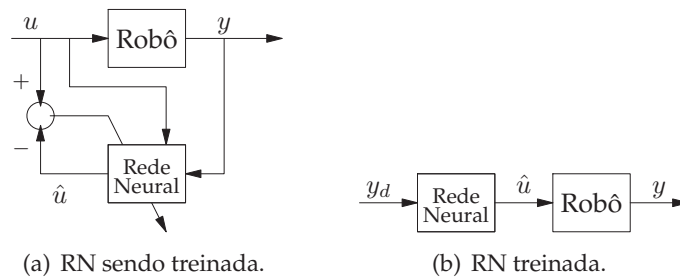 u
Robô
y
+
−
Rede
Neural
û
(a) RN sendo treinada.
y_d
Rede
Neural
û
Robô
y
(b) RN treinada.